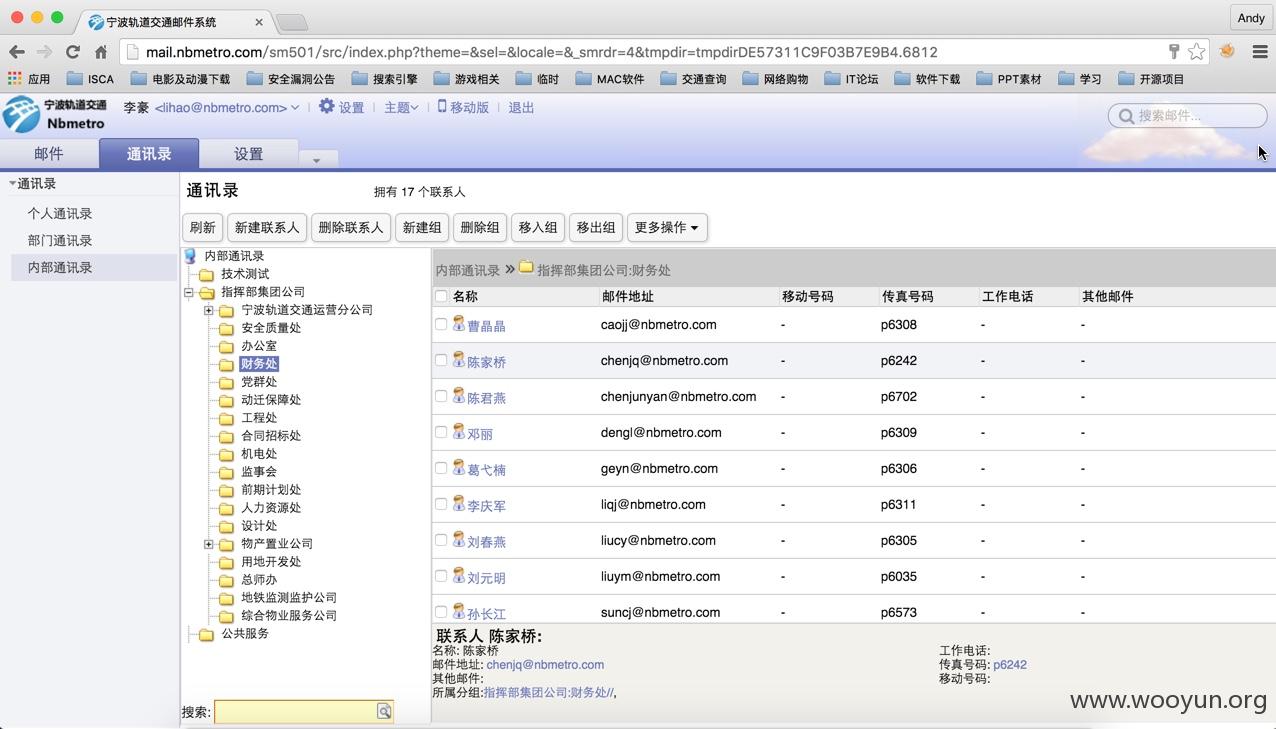 宁波轨道交通邮件系统
Andy
mail.nbmetro.com/sm501/src/index.php?theme=&sel=&locale=&_smrdr=4&tmpdir=tmpdirDE57311C9F03B7E9B4.6812
应用 ISCA 电影及动漫下载 安全漏洞公告 搜索引擎 游戏相关 临时 MAC软件 交通查询 网络购物 IT论坛 软件下载 PPT素材 学习 开源项目
宁波轨道交通
Nbmetro
李豪 <lihao@nbmetro.com> 设置 主题 移动版 退出
搜索邮件...
邮件 通讯录 设置
通讯录
个人通讯录
部门通讯录
内部通讯录
通讯录 拥有 17 个联系人
刷新 新建联系人 删除联系人 新建组 删除组 移入组 移出组 更多操作
内部通讯录
技术测试
指挥部集团公司
宁波轨道交通运营分公司
安全质量处
办公室
财务处
党群处
动迁保障处
工程处
合同招标处
机电处
监事会
前期计划处
人力资源处
设计处
物产置业公司
用地开发处
总师办
地铁监测监护公司
综合物业服务公司
公共服务
搜索:
内部通讯录 » 指挥部集团公司:财务处
名称 邮件地址 移动号码 传真号码 工作电话 其他邮件
曹晶晶 caojj@nbmetro.com - p6308 - -
陈家桥 chenjq@nbmetro.com - p6242 - -
陈君燕 chenjunyan@nbmetro.com - p6702 - -
邓丽 dengl@nbmetro.com - p6309 - -
葛弋楠 geyn@nbmetro.com - p6306 - -
李庆军 liqj@nbmetro.com - p6311 - -
刘春燕 liucy@nbmetro.com - p6305 - -
刘元明 liuym@nbmetro.com - p6035 - -
孙长江 suncj@nbmetro.com - p6573 - -
联系人 陈家桥:
名称: 陈家桥 工作电话:
邮件地址: chenjq@nbmetro.com 传真号码: p6242
其他邮件: 移动号码:
所属分组:指挥部集团公司:财务处//,
www.wooyun.org